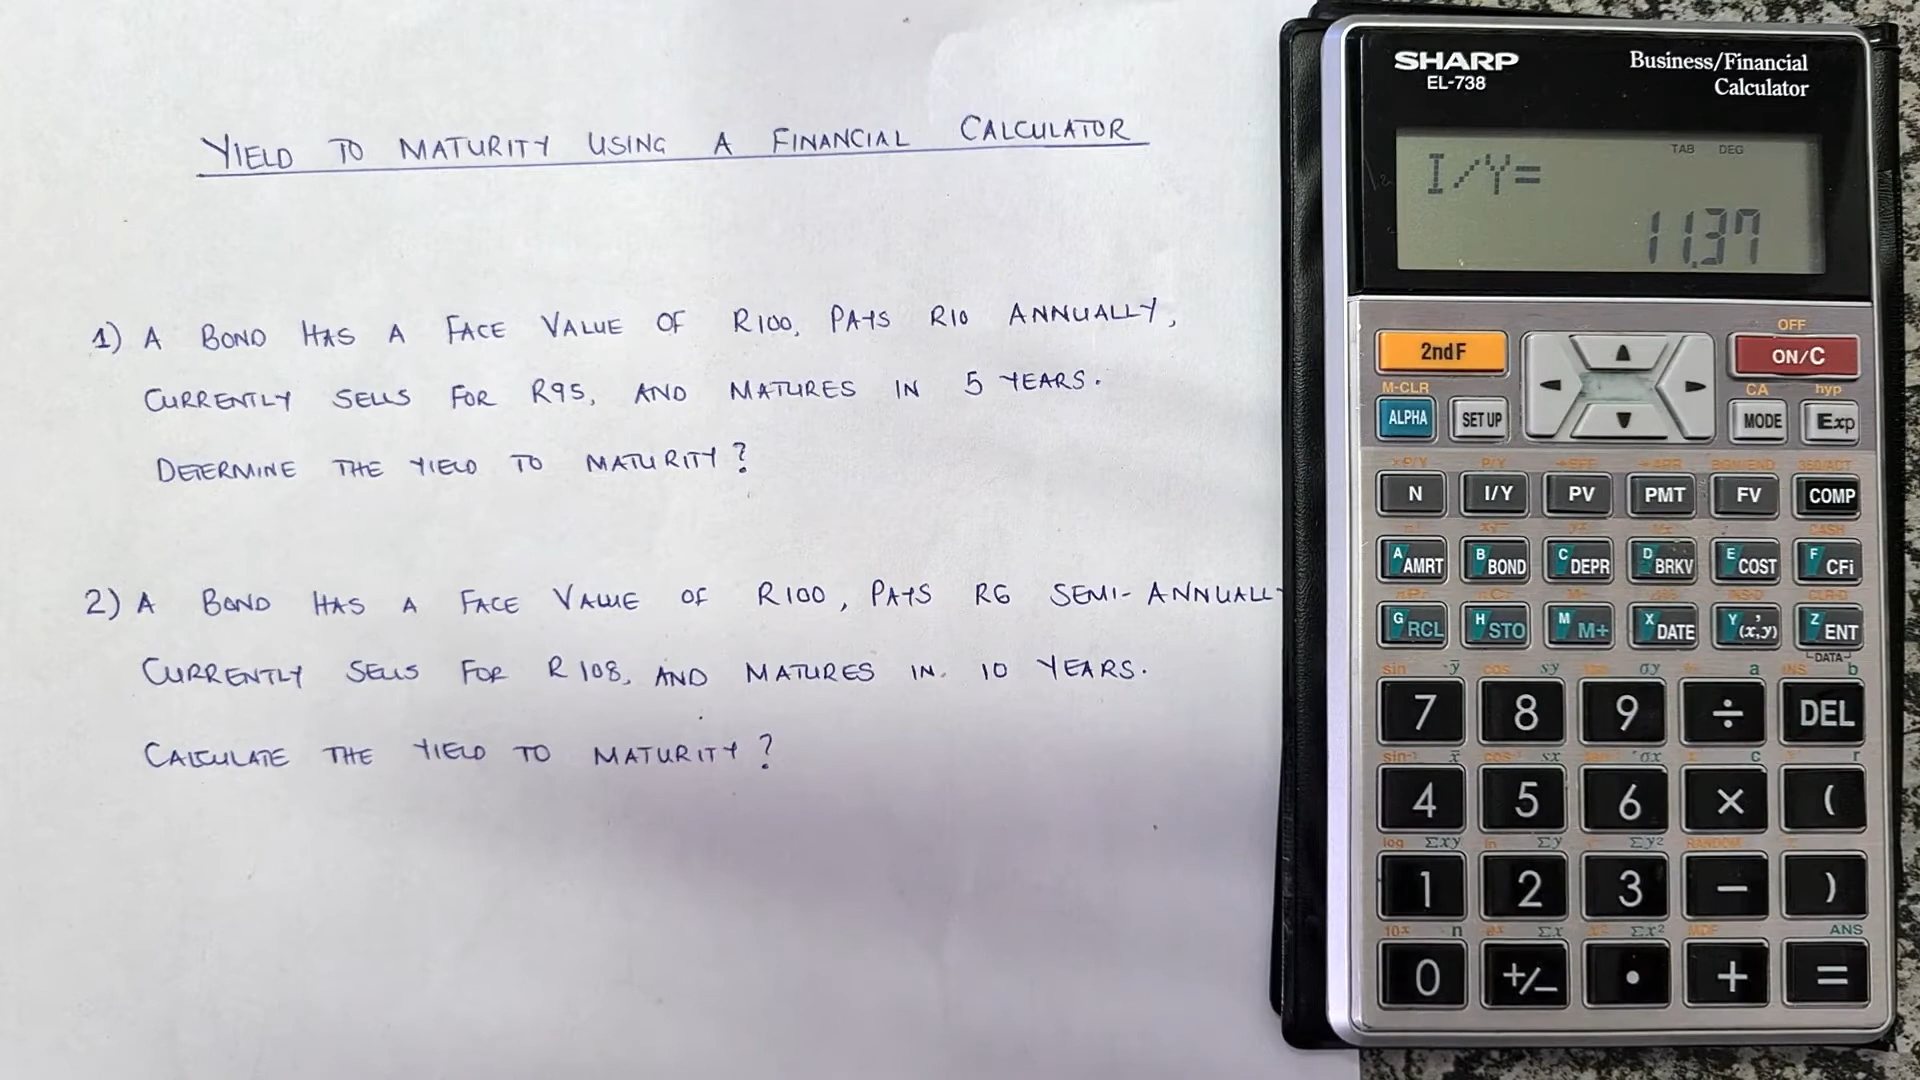 YIELD TO MATURITY USING A FINANCIAL CALCULATOR
1) A BOND HAS A FACE VALUE OF R100, PAYS R10 ANNUALLY,
CURRENTLY SELLS FOR R95, AND MATURES IN 5 YEARS.
DETERMINE THE YIELD TO MATURITY?
2) A BOND HAS A FACE VALUE OF R100, PAYS R6 SEMI-ANNUALL
CURRENTLY SELLS FOR R108, AND MATURES IN 10 YEARS.
CALCULATE THE YIELD TO MATURITY?
SHARP
EL-738
Business/Financial
Calculator
TAB DEG
I/Y=
11.37
OFF
2ndF ON/C
M-CLR CA hyp
ALPHA SET UP MODE Exp
N I/Y PV PMT FV COMP
A AMRT B BOND C DEPR D BRKV E COST F CFi
G RCL H STO M M+ X DATE Y (x,y) Z ENT
DATA
7 8 9 ÷ DEL
4 5 6 × (
1 2 3 − )
ANS
0 +/− • + =